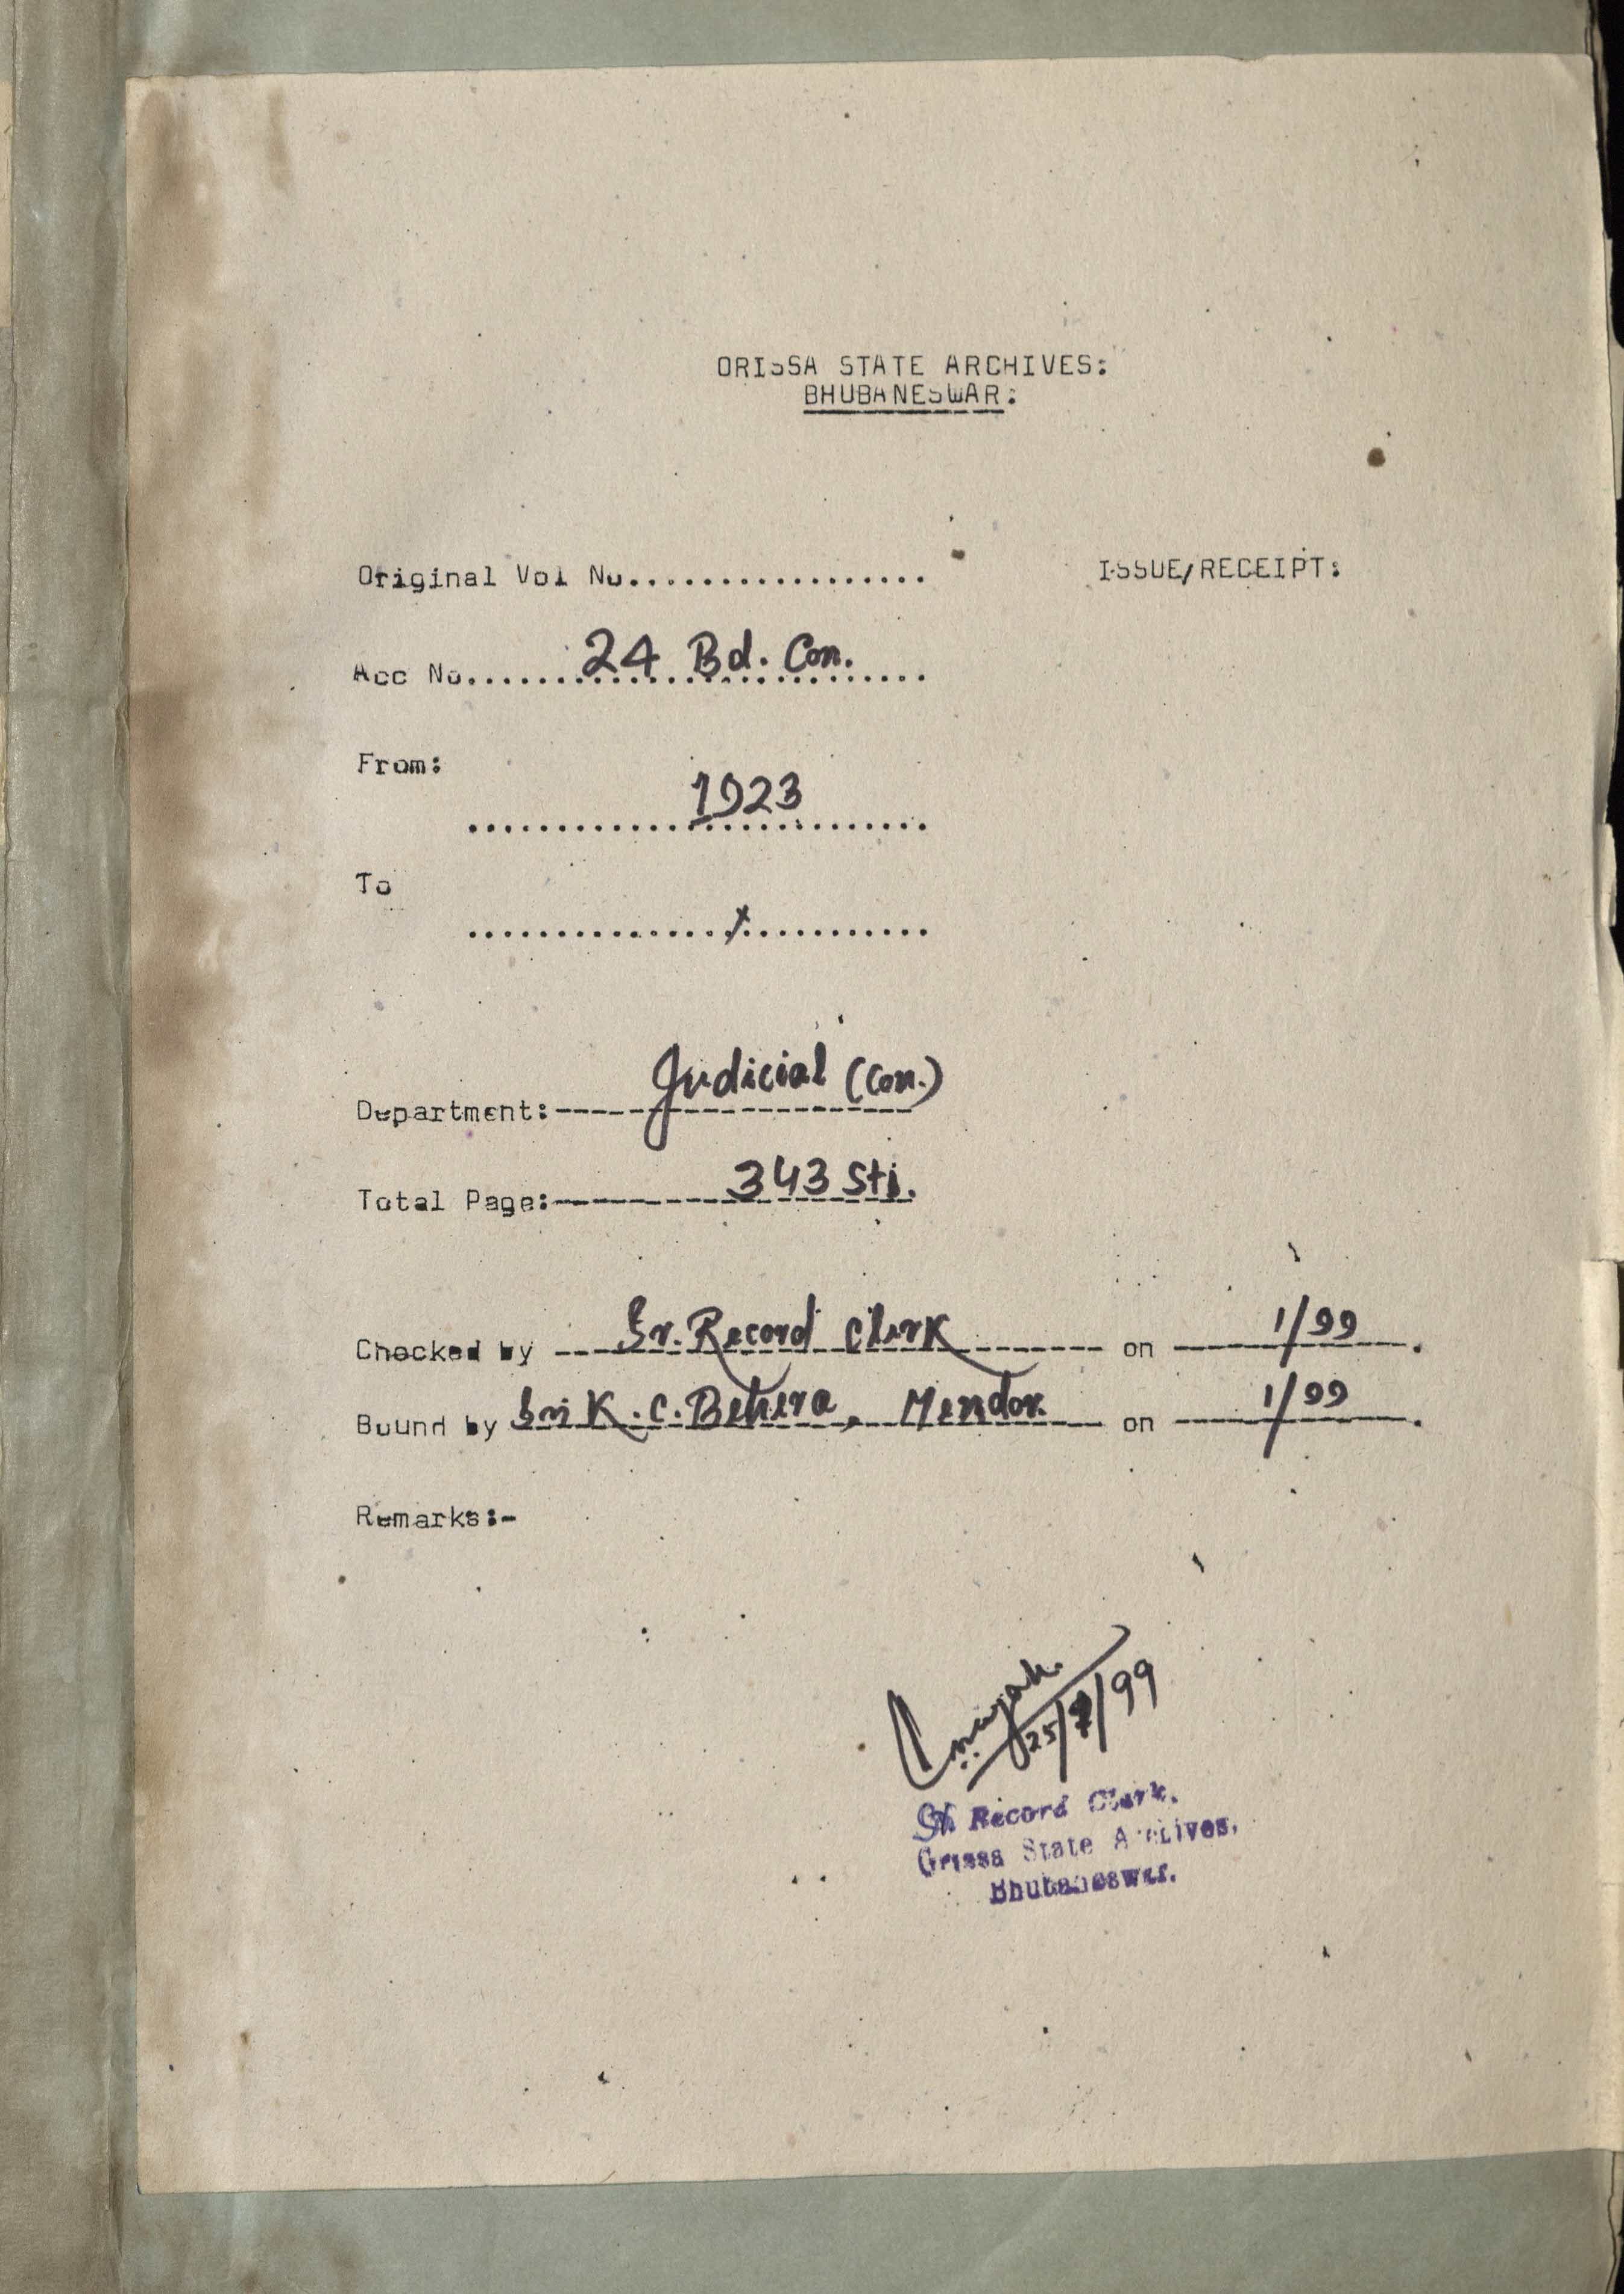 ORISSA STATE ARCHIVES:
BHUBANESWAR:
Original Vol No...................
ISSUE/RECEIPT:
Acc No. 24 Bd. Con.
From:
1923
To
Department: Judicial (Con.)
Total Page: 343 Sti.
Checked by Sr. Record Clerk on 1/99.
Bound by Sri K. C. Behera, Mendor. on 1/99.
Remarks:-
25/ /99
Record Clerk.
Orissa State Archives,
Bhubaneswar.